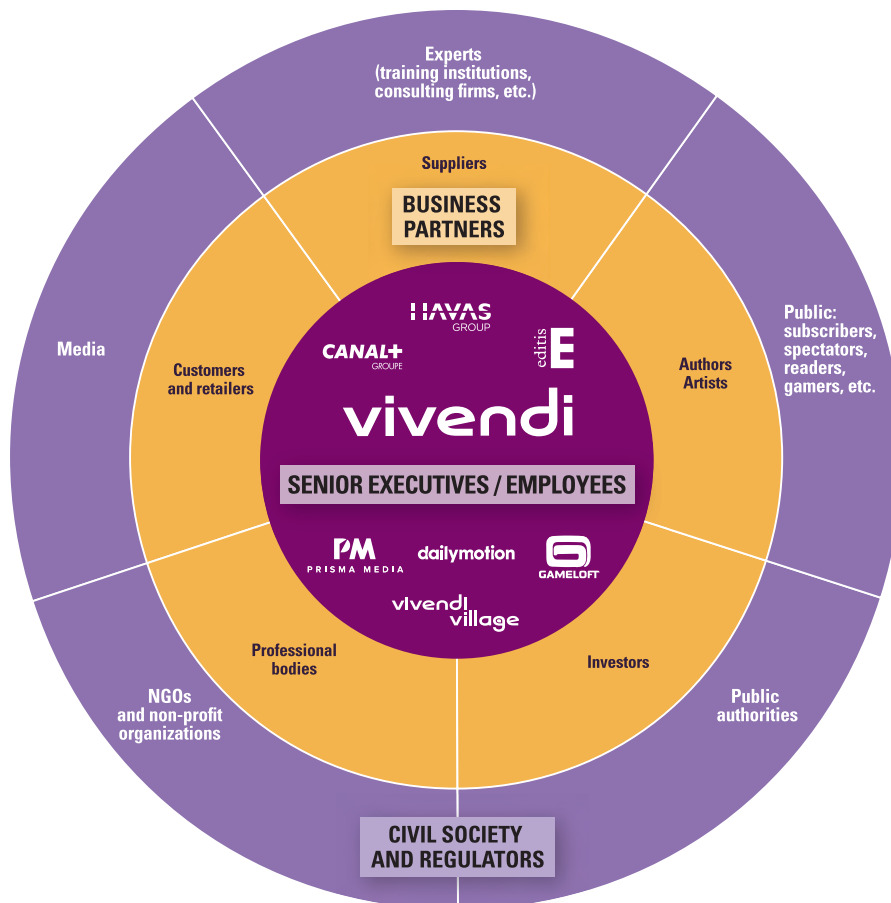 Experts
(training institutions,
consulting firms, etc.)
Suppliers
BUSINESS
PARTNERS
HAVAS
GROUP
editis
E
CANAL+
GROUPE
Media
Customers
and retailers
Authors
Artists
Public:
subscribers,
spectators,
readers,
gamers, etc.
vivendi
SENIOR EXECUTIVES / EMPLOYEES
PM
PRISMA MEDIA
dailymotion
GAMELOFT
vivendi
village
Professional
bodies
Investors
NGOs
and non-profit
organizations
Public
authorities
CIVIL SOCIETY
AND REGULATORS